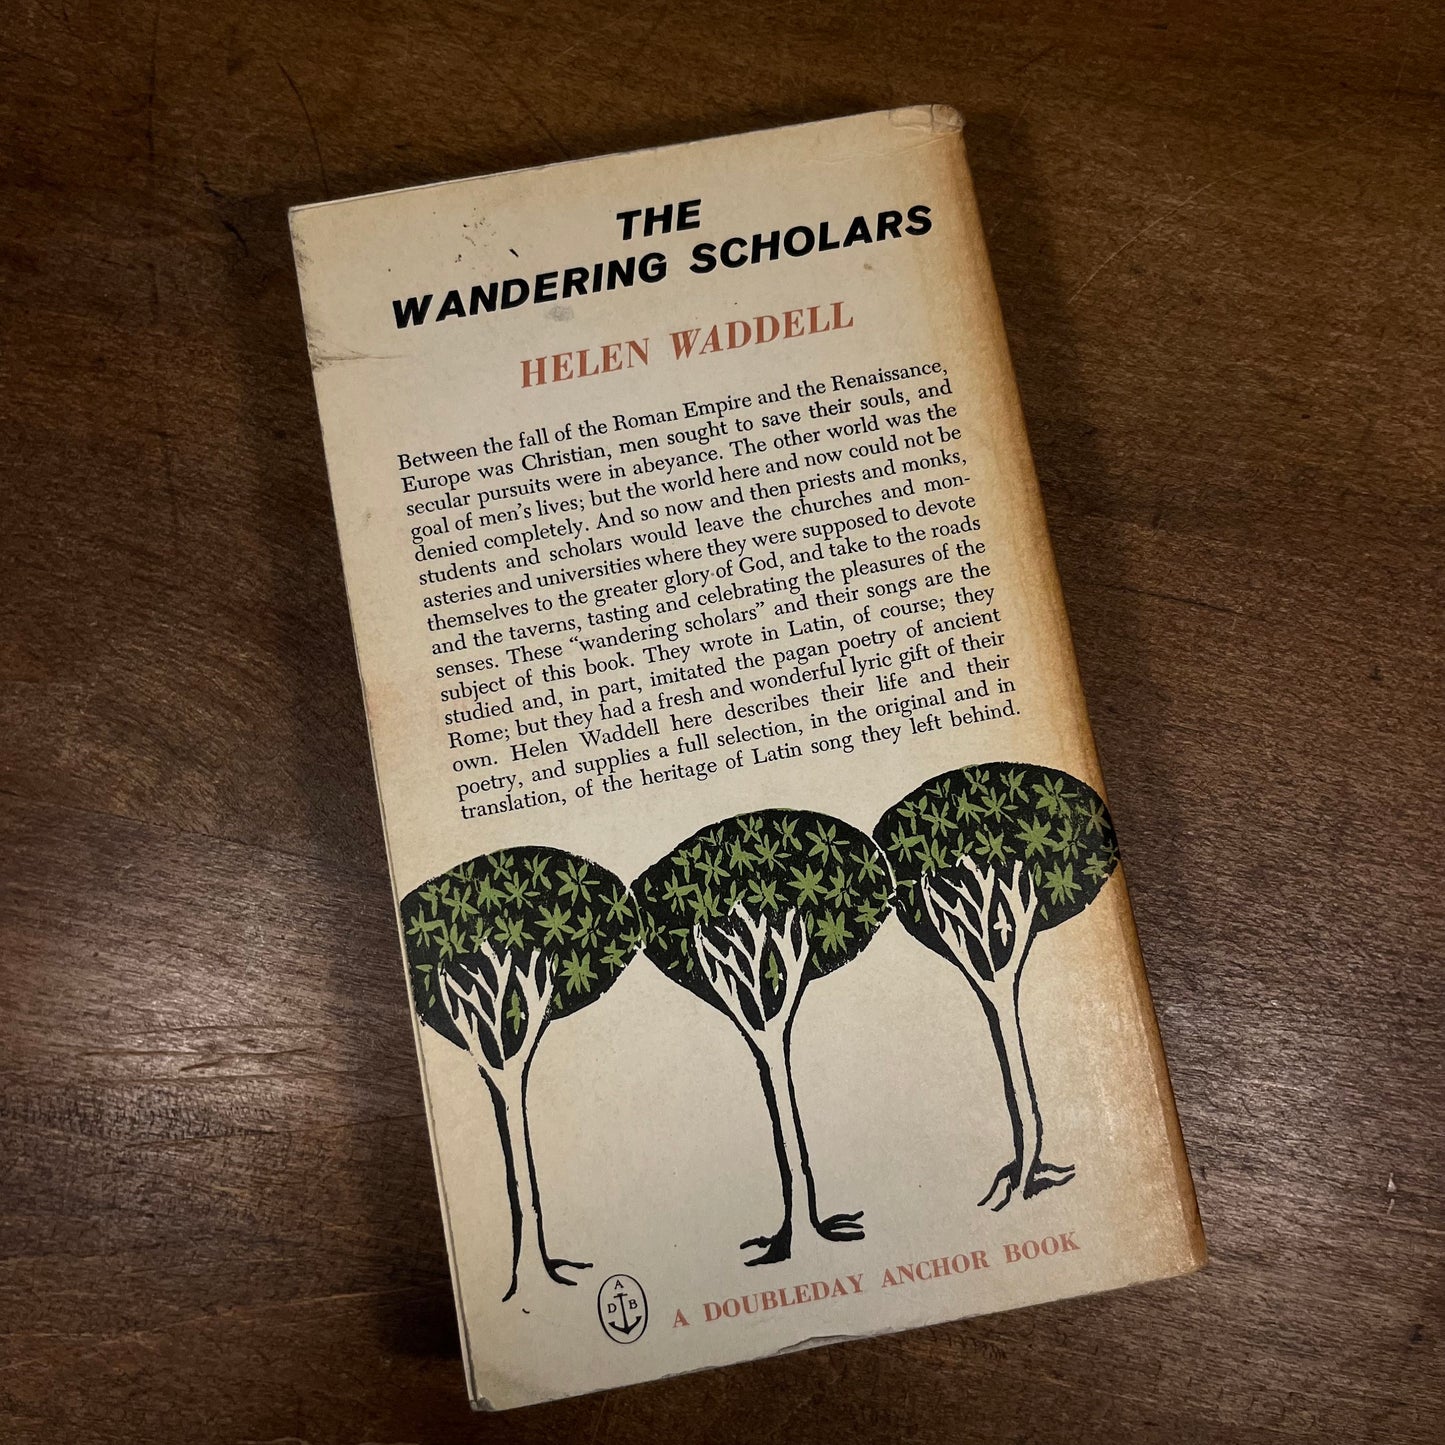 THE
WANDERING SCHOLARS
HELEN WADDELL
Between the fall of the Roman Empire and the Renaissance,
Europe was Christian, men sought to save their souls, and
secular pursuits were in abeyance. The other world was the
goal of men's lives; but the world here and now could not be
denied completely. And so now and then priests and monks,
students and scholars would leave the churches and mon-
asteries and universities where they were supposed to devote
themselves to the greater glory of God, and take to the roads
and the taverns, tasting and celebrating the pleasures of the
senses. These "wandering scholars" and their songs are the
subject of this book. They wrote in Latin, of course; they
studied and, in part, imitated the pagan poetry of ancient
Rome; but they had a fresh and wonderful lyric gift of their
own. Helen Waddell here describes their life and their
poetry, and supplies a full selection, in the original and in
translation, of the heritage of Latin song they left behind.
A
D B
A DOUBLEDAY ANCHOR BOOK